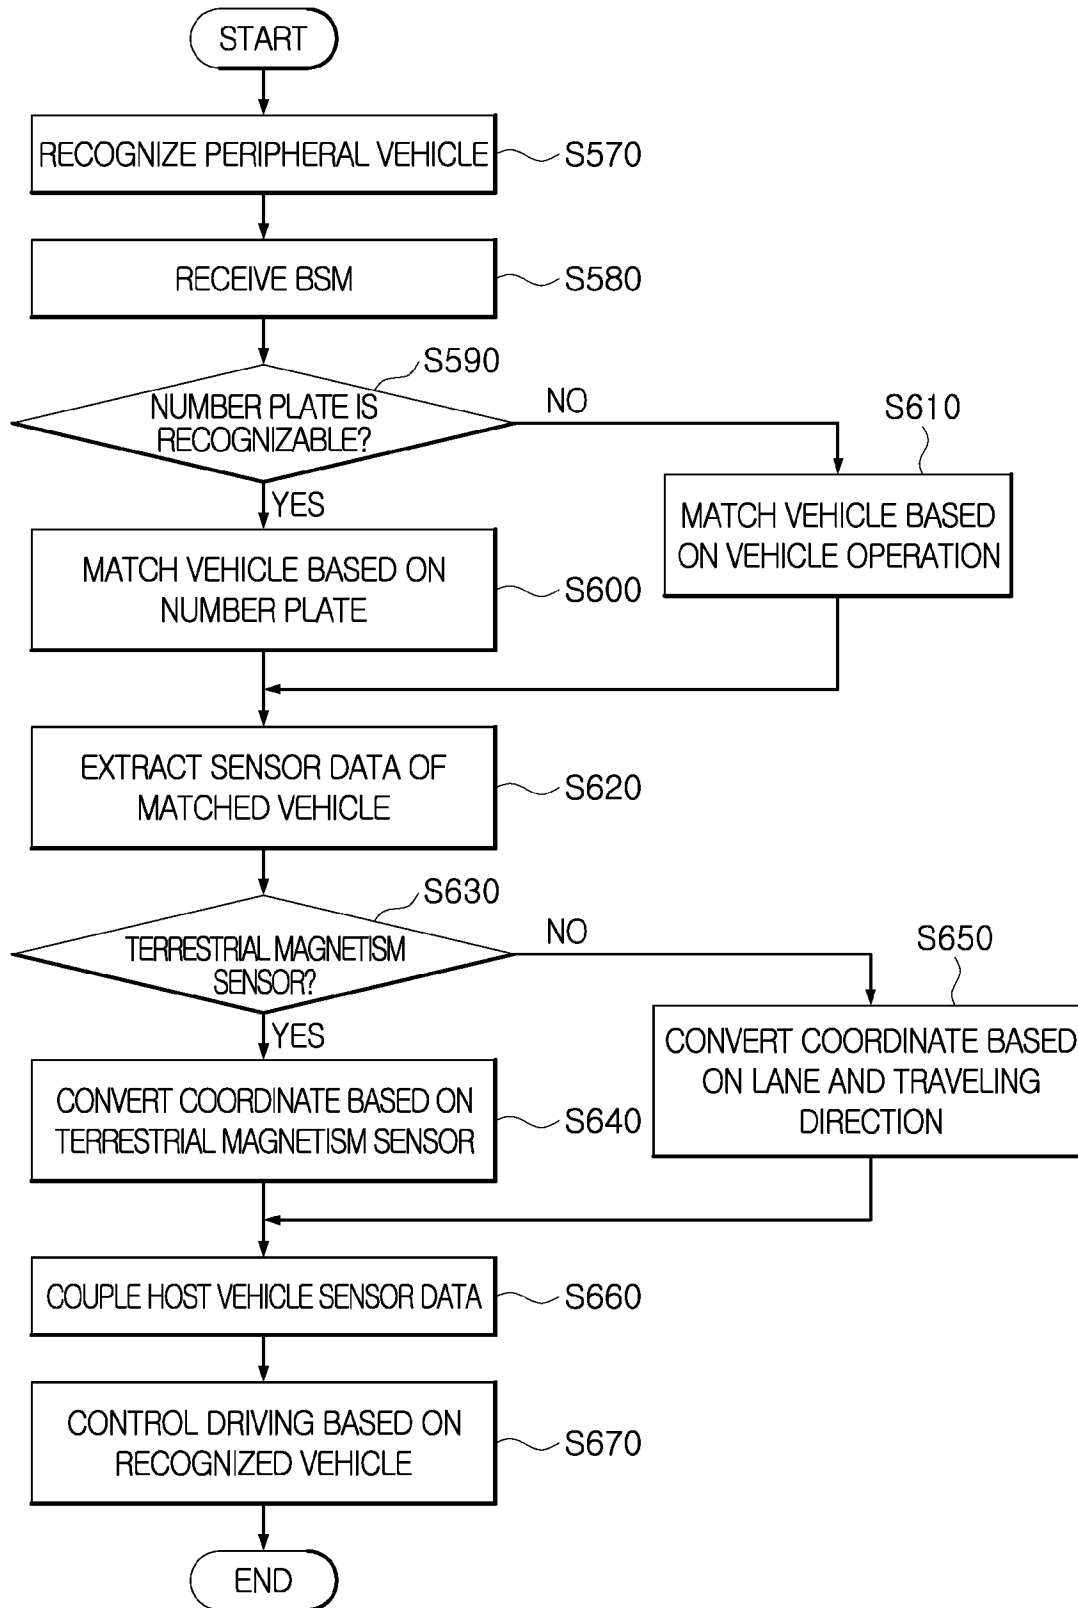 START
RECOGNIZE PERIPHERAL VEHICLE
S570
RECEIVE BSM
S580
S590
NUMBER PLATE IS
RECOGNIZABLE?
NO
YES
S610
MATCH VEHICLE BASED
ON VEHICLE OPERATION
MATCH VEHICLE BASED ON
NUMBER PLATE
S600
EXTRACT SENSOR DATA OF
MATCHED VEHICLE
S620
S630
TERRESTRIAL MAGNETISM
SENSOR?
NO
YES
S650
CONVERT COORDINATE BASED
ON LANE AND TRAVELING
DIRECTION
CONVERT COORDINATE BASED ON
TERRESTRIAL MAGNETISM SENSOR
S640
COUPLE HOST VEHICLE SENSOR DATA
S660
CONTROL DRIVING BASED ON
RECOGNIZED VEHICLE
S670
END